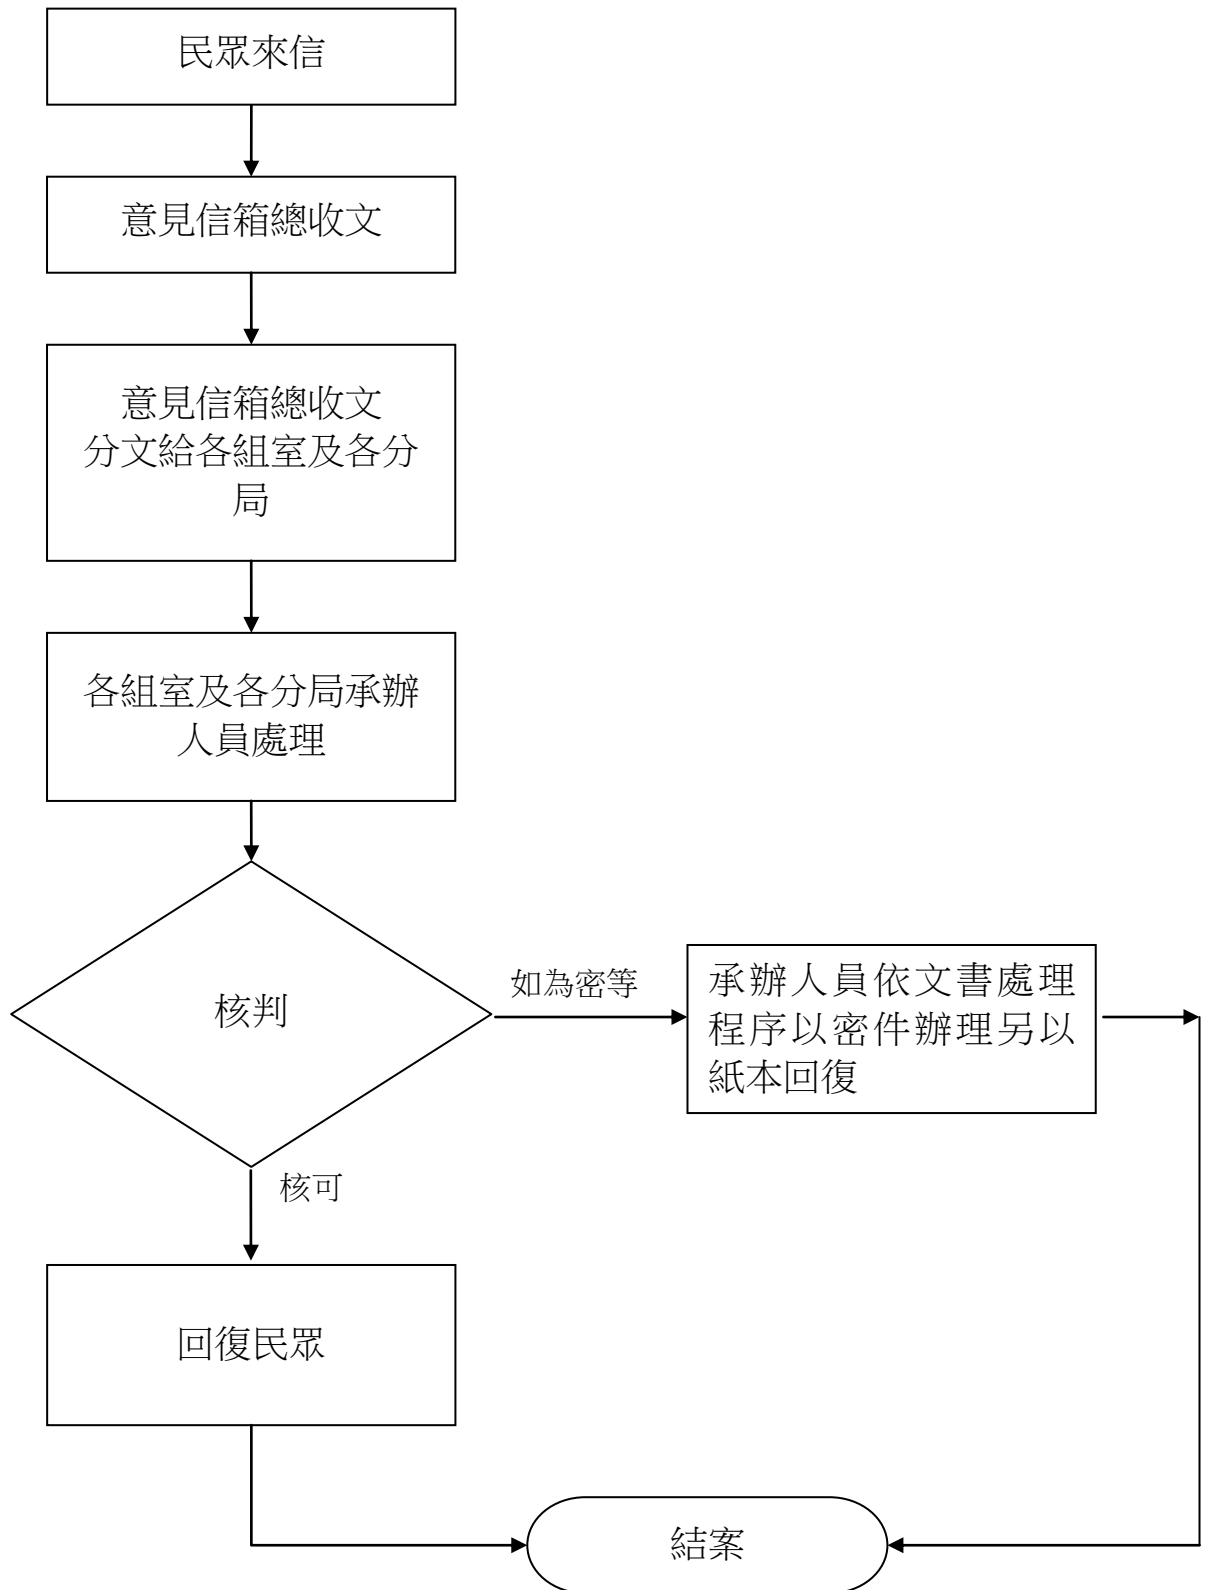 民眾來信
意見信箱總收文
意見信箱總收文
分文給各組室及各分
局
各組室及各分局承辦
人員處理
核判
如為密等
承辦人員依文書處理
程序以密件辦理另以
紙本回復
核可
回復民眾
結案